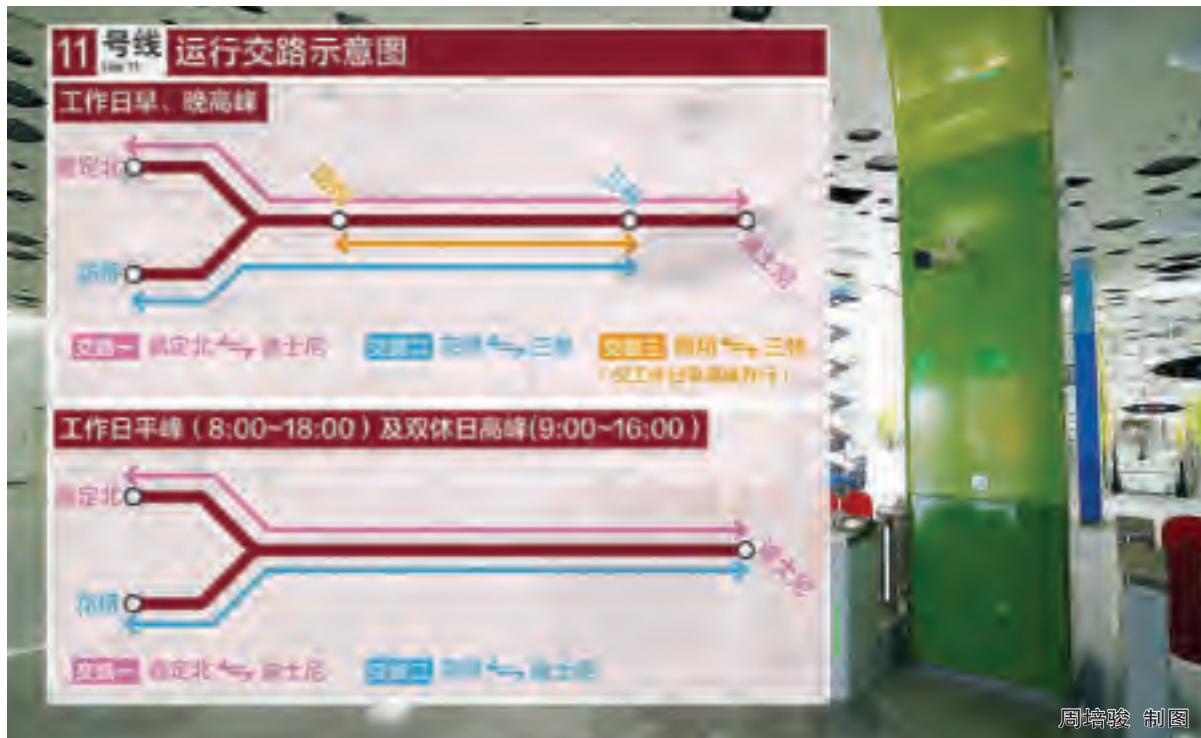 11号线 运行交路示意图
Line 11
工作日早、晚高峰
嘉定北
迪士尼
交路一 嘉定北 迪士尼
交路二 花桥 三林
交路三 南翔 三林
工作日平峰（8:00~18:00）及双休日高峰(9:00~16:00）
嘉定北
迪士尼
花桥
交路一 嘉定北 迪士尼
交路二 花桥 迪士尼
周培骏 制图